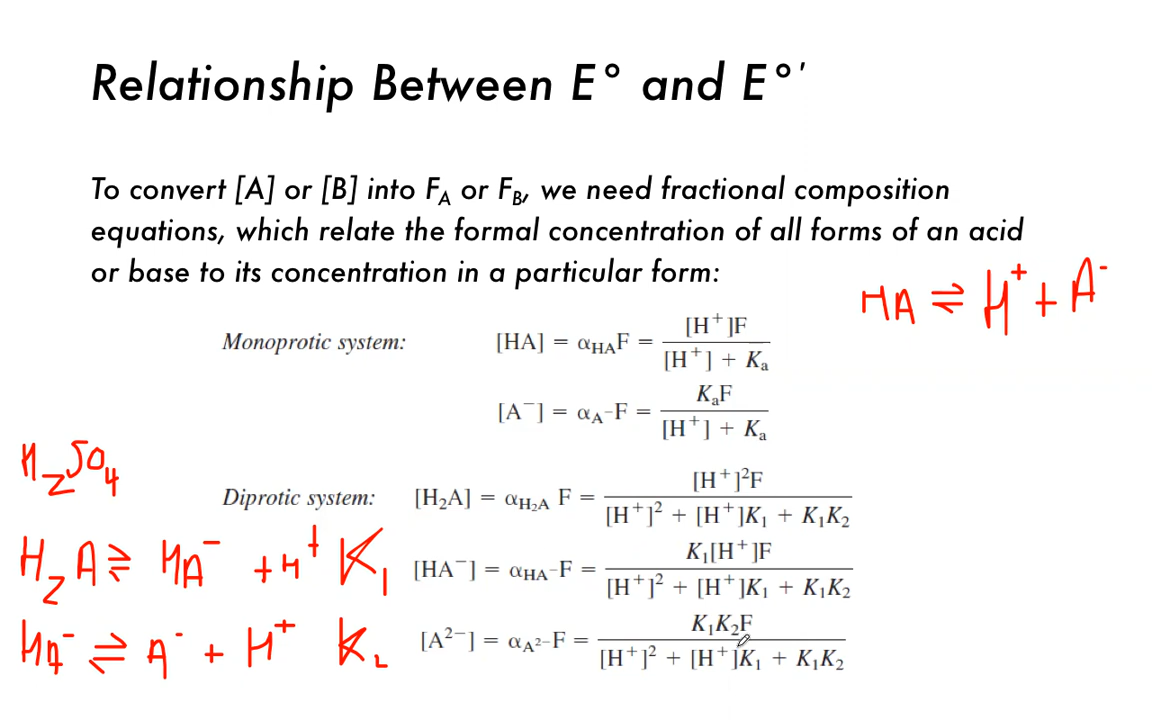 Relationship Between E° and E°′
To convert [A] or [B] into F_A or F_B, we need fractional composition
equations, which relate the formal concentration of all forms of an acid
or base to its concentration in a particular form:
HA ⇌ H⁺ + A⁻
Monoprotic system: [HA] = α_HA F = [H⁺]F / ([H⁺] + K_a)
[A⁻] = α_A⁻ F = K_aF / ([H⁺] + K_a)
H₂SO₄
Diprotic system: [H₂A] = α_H₂A F = [H⁺]²F / ([H⁺]² + [H⁺]K₁ + K₁K₂)
H₂A ⇌ HA⁻ + H⁺ K₁
[HA⁻] = α_HA⁻ F = K₁[H⁺]F / ([H⁺]² + [H⁺]K₁ + K₁K₂)
HA⁻ ⇌ A⁻ + H⁺ K₂
[A²⁻] = α_A²⁻ F = K₁K₂F / ([H⁺]² + [H⁺]K₁ + K₁K₂)